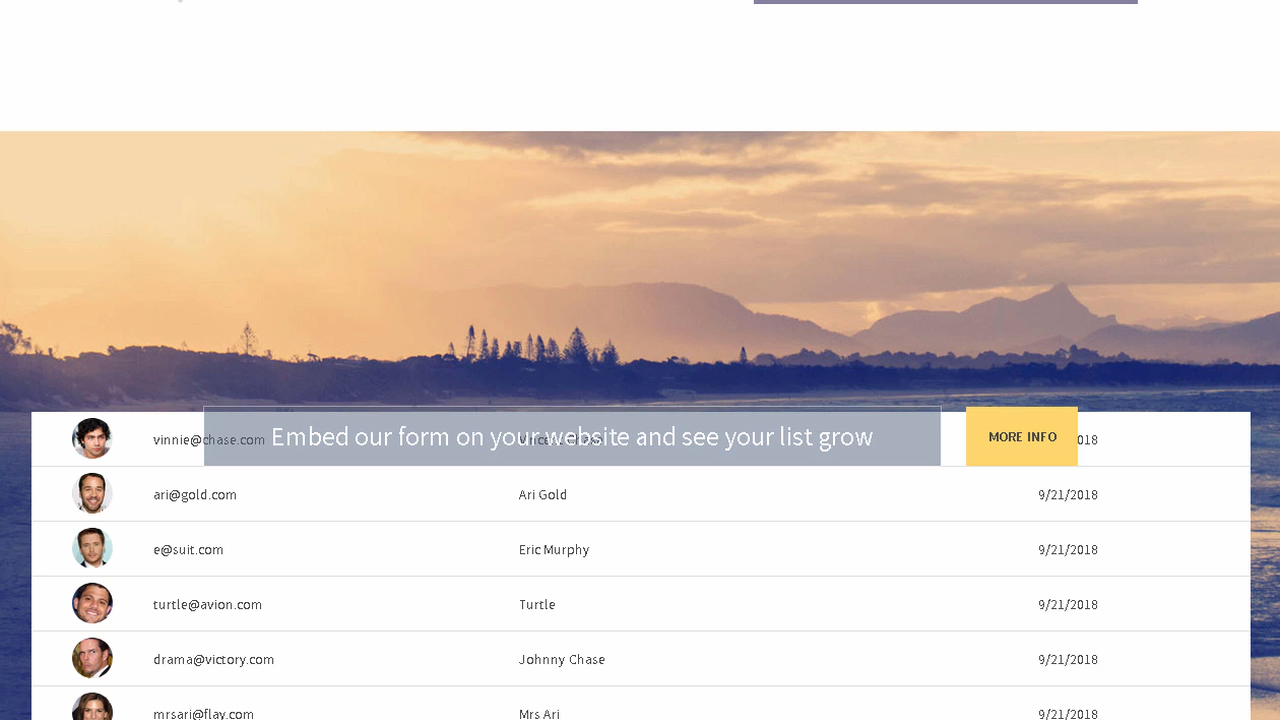 vinnie@chase.com
Embed our form on your website and see your list grow
MORE INFO
018
ari@gold.com Ari Gold 9/21/2018
e@suit.com Eric Murphy 9/21/2018
turtle@avion.com Turtle 9/21/2018
drama@victory.com Johnny Chase 9/21/2018
mrsari@flay.com Mrs Ari 9/21/2018